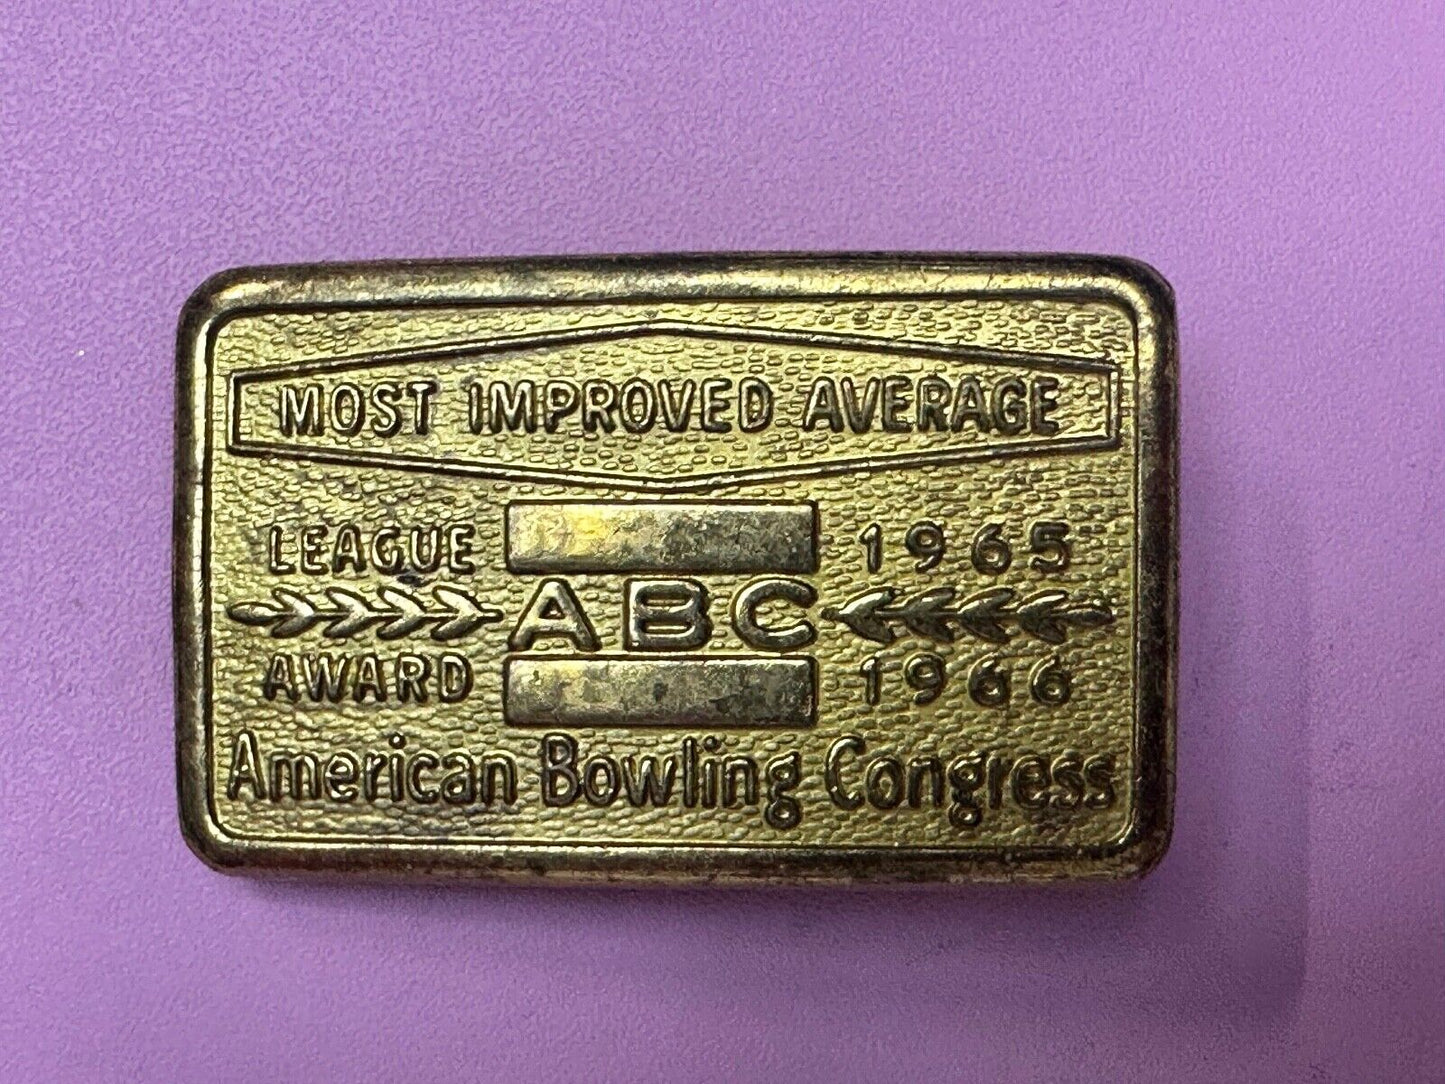 MOST IMPROVED AVERAGE
LEAGUE 1965
ABC
AWARD 1966
American Bowling Congress